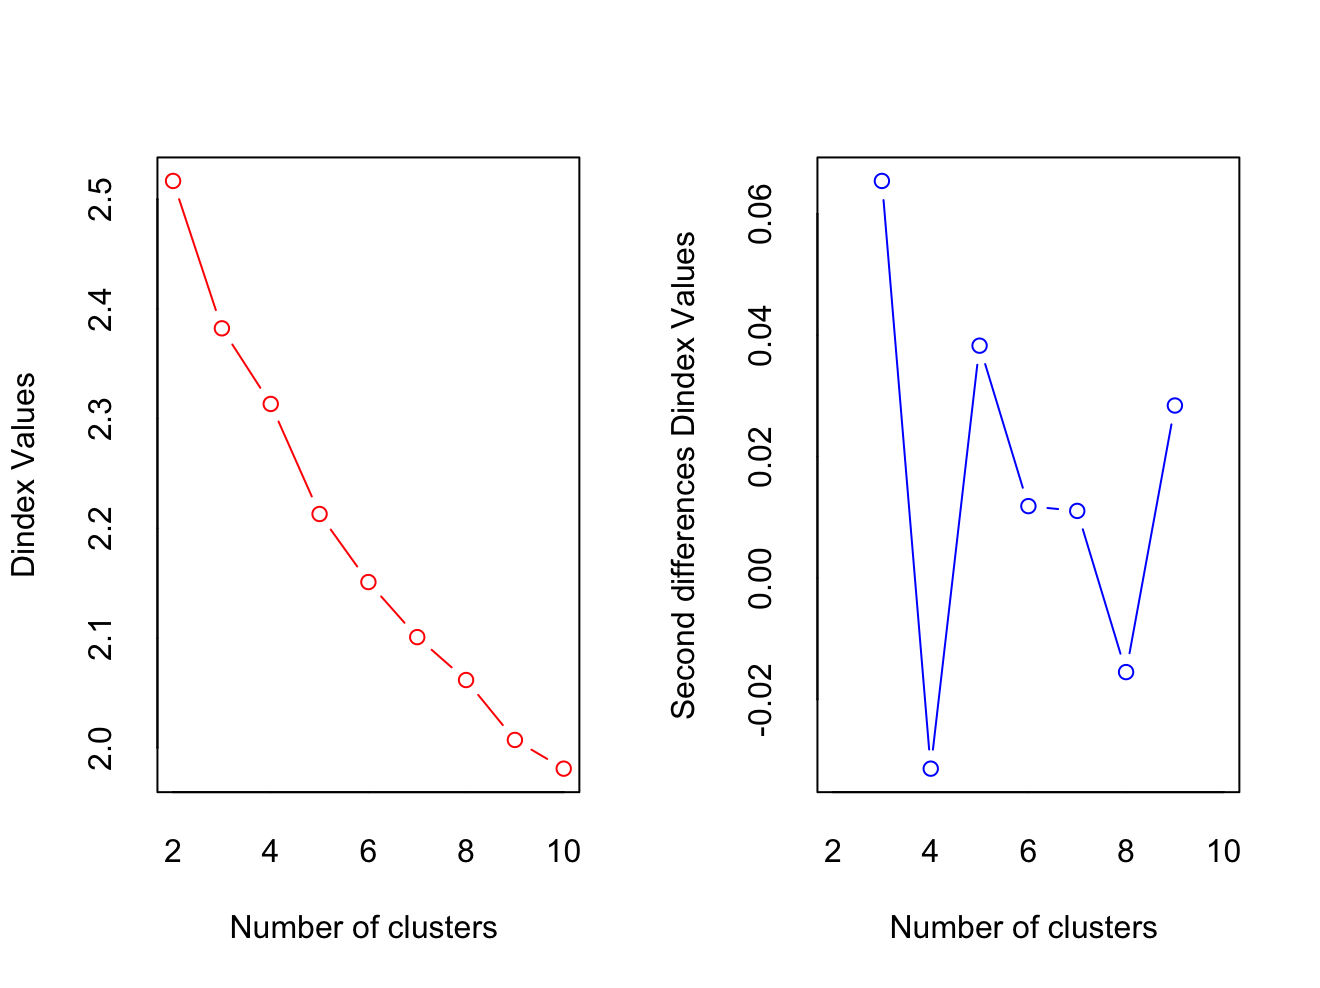 Dindex Values
2.5
2.4
2.3
2.2
2.1
2.0
2 4 6 8 10
Number of clusters
Second differences Dindex Values
0.06
0.04
0.02
0.00
-0.02
2 4 6 8 10
Number of clusters